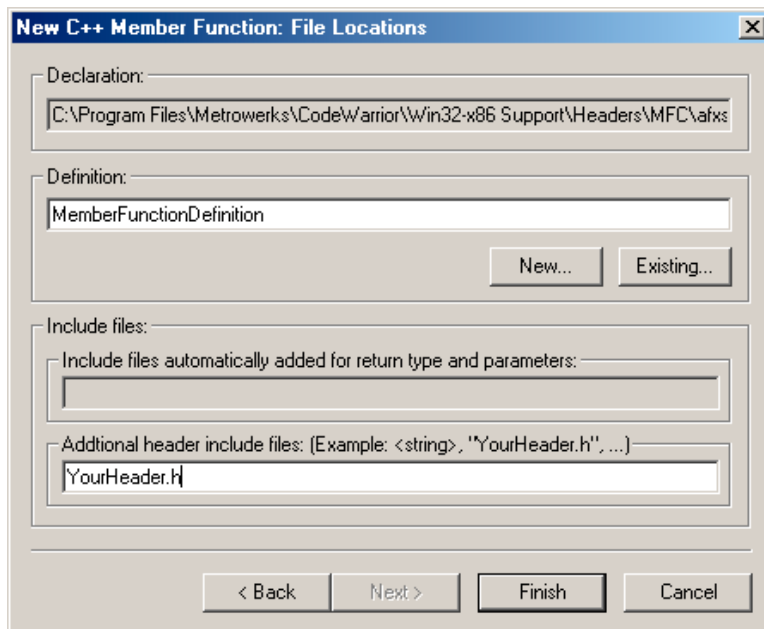 New C++ Member Function: File Locations
Declaration:
C:\Program Files\Metrowerks\CodeWarrior\Win32-x86 Support\Headers\MFC\afxs
Definition:
MemberFunctionDefinition
New... Existing...
Include files:
Include files automatically added for return type and parameters:
Addtional header include files: (Example: <string>, "YourHeader.h", ...)
YourHeader.h
< Back Next > Finish Cancel